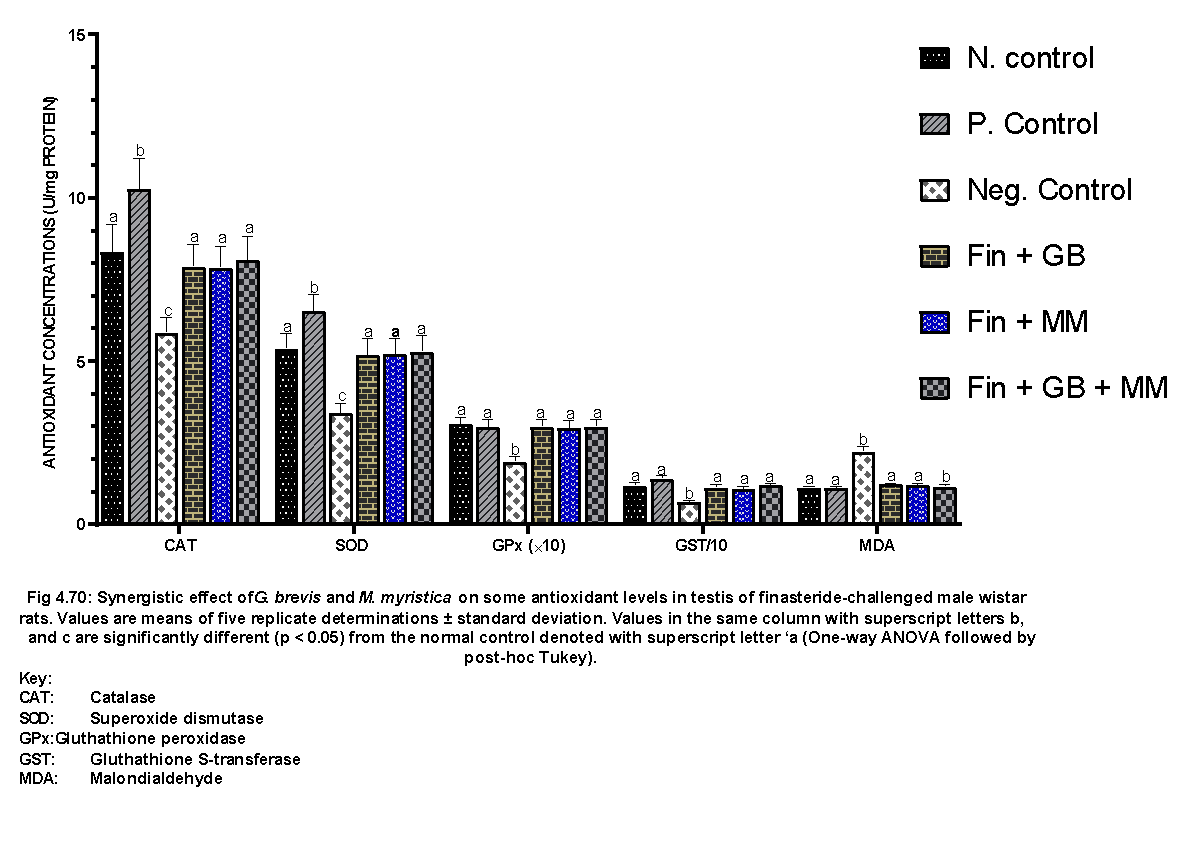 15
10
5
0
ANTIOXIDANT CONCENTRATIONS (U/mg PROTEIN)
a b c a a a
a b c a a a
a a b a a a
a a b a a a
a a b a a b
CAT SOD GPx (×10) GST/10 MDA
N. control
P. Control
Neg. Control
Fin + GB
Fin + MM
Fin + GB + MM
Fig 4.70: Synergistic effect of G. brevis and M. myristica on some antioxidant levels in testis of finasteride-challenged male wistar
rats. Values are means of five replicate determinations ± standard deviation. Values in the same column with superscript letters b,
and c are significantly different (p < 0.05) from the normal control denoted with superscript letter ‘a (One-way ANOVA followed by
post-hoc Tukey).
Key:
CAT: Catalase
SOD: Superoxide dismutase
GPx:Gluthathione peroxidase
GST: Gluthathione S-transferase
MDA: Malondialdehyde